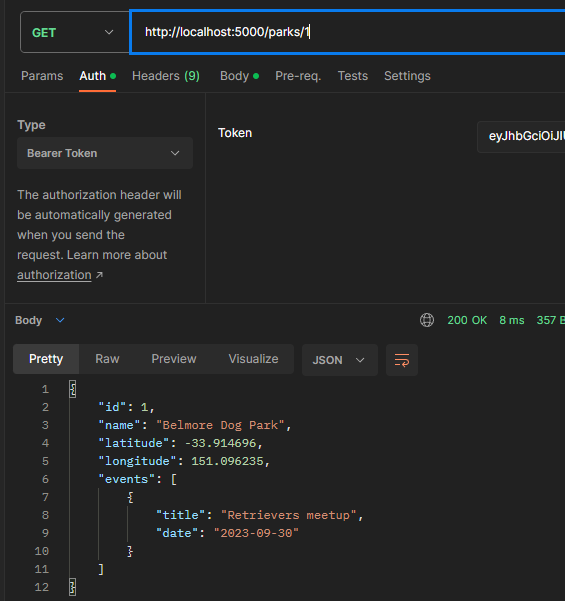 GET http://localhost:5000/parks/1
Params Auth Headers (9) Body Pre-req. Tests Settings
Type
Bearer Token
The authorization header will
be automatically generated
when you send the
request. Learn more about
authorization ↗
Token
Body 200 OK 8 ms 357
Pretty Raw Preview Visualize JSON
1 {
2 "id": 1,
3 "name": "Belmore Dog Park",
4 "latitude": -33.914696,
5 "longitude": 151.096235,
6 "events": [
7 {
8 "title": "Retrievers meetup",
9 "date": "2023-09-30"
10 }
11 ]
12 }